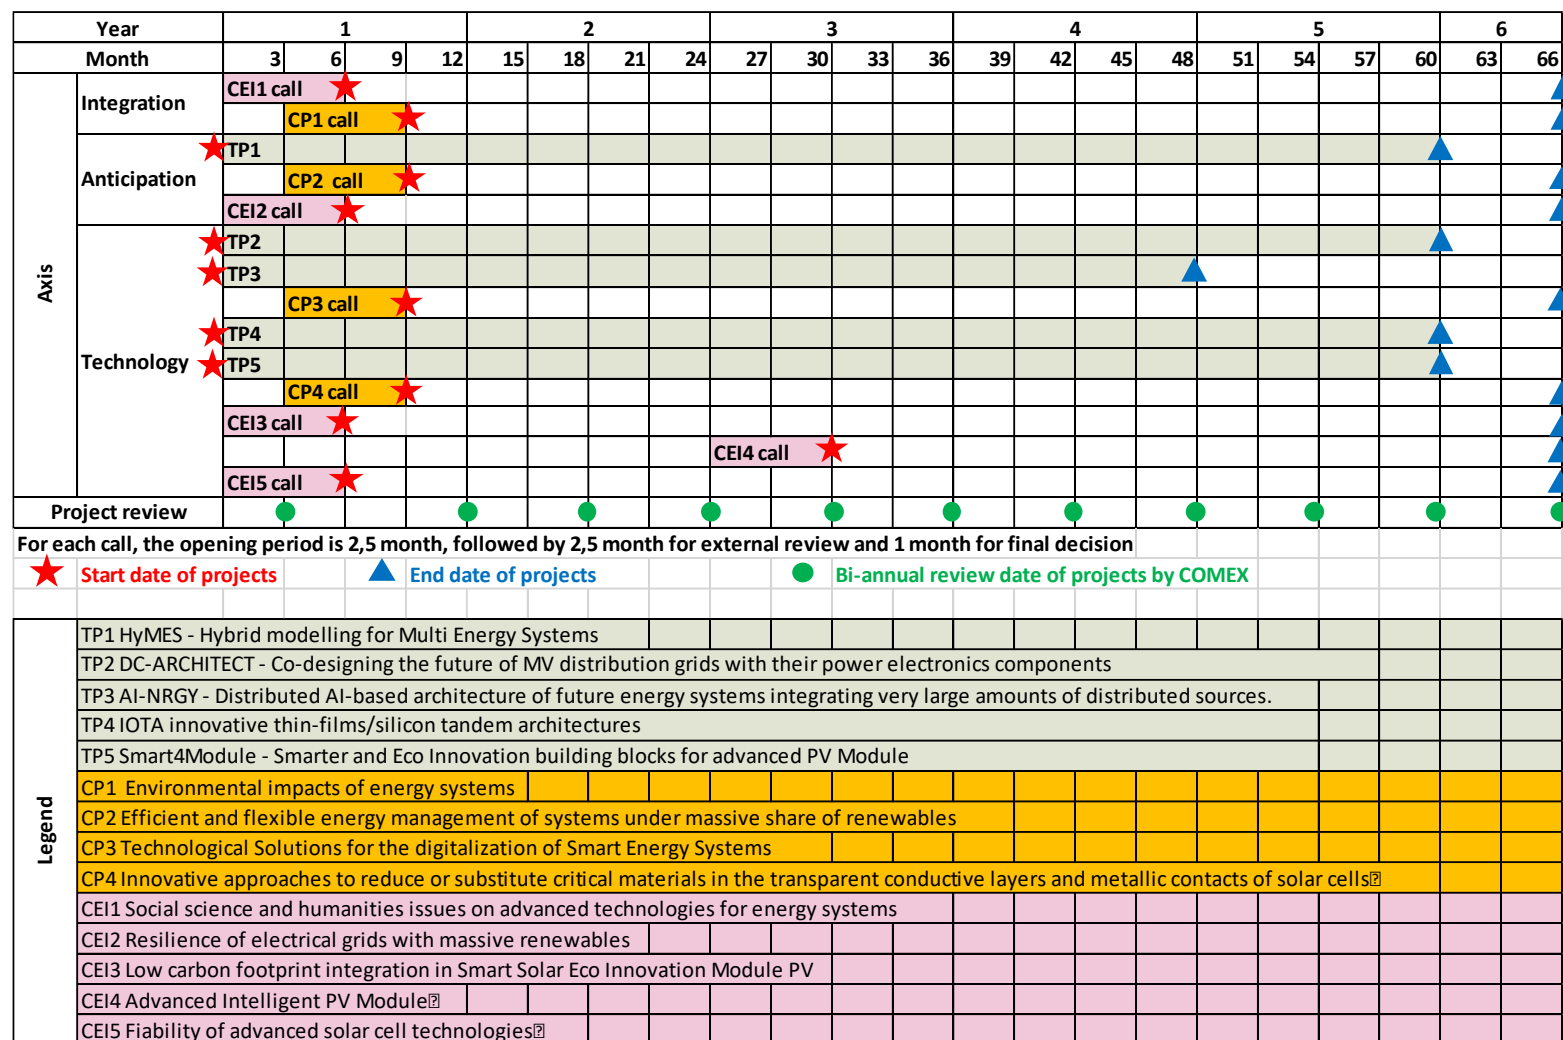 Year 1 2 3 4 5 6
Month 3 6 9 12 15 18 21 24 27 30 33 36 39 42 45 48 51 54 57 60 63 66
Axis
Integration
CEI1 call
CP1 call
Anticipation
TP1
CP2 call
CEI2 call
Technology
TP2
TP3
CP3 call
TP4
TP5
CP4 call
CEI3 call
CEI4 call
CEI5 call
Project review
For each call, the opening period is 2,5 month, followed by 2,5 month for external review and 1 month for final decision
Start date of projects End date of projects Bi-annual review date of projects by COMEX
Legend
TP1 HyMES - Hybrid modelling for Multi Energy Systems
TP2 DC-ARCHITECT - Co-designing the future of MV distribution grids with their power electronics components
TP3 AI-NRGY - Distributed AI-based architecture of future energy systems integrating very large amounts of distributed sources.
TP4 IOTA innovative thin-films/silicon tandem architectures
TP5 Smart4Module - Smarter and Eco Innovation building blocks for advanced PV Module
CP1 Environmental impacts of energy systems
CP2 Efficient and flexible energy management of systems under massive share of renewables
CP3 Technological Solutions for the digitalization of Smart Energy Systems
CP4 Innovative approaches to reduce or substitute critical materials in the transparent conductive layers and metallic contacts of solar cells
CEI1 Social science and humanities issues on advanced technologies for energy systems
CEI2 Resilience of electrical grids with massive renewables
CEI3 Low carbon footprint integration in Smart Solar Eco Innovation Module PV
CEI4 Advanced Intelligent PV Module
CEI5 Fiability of advanced solar cell technologies